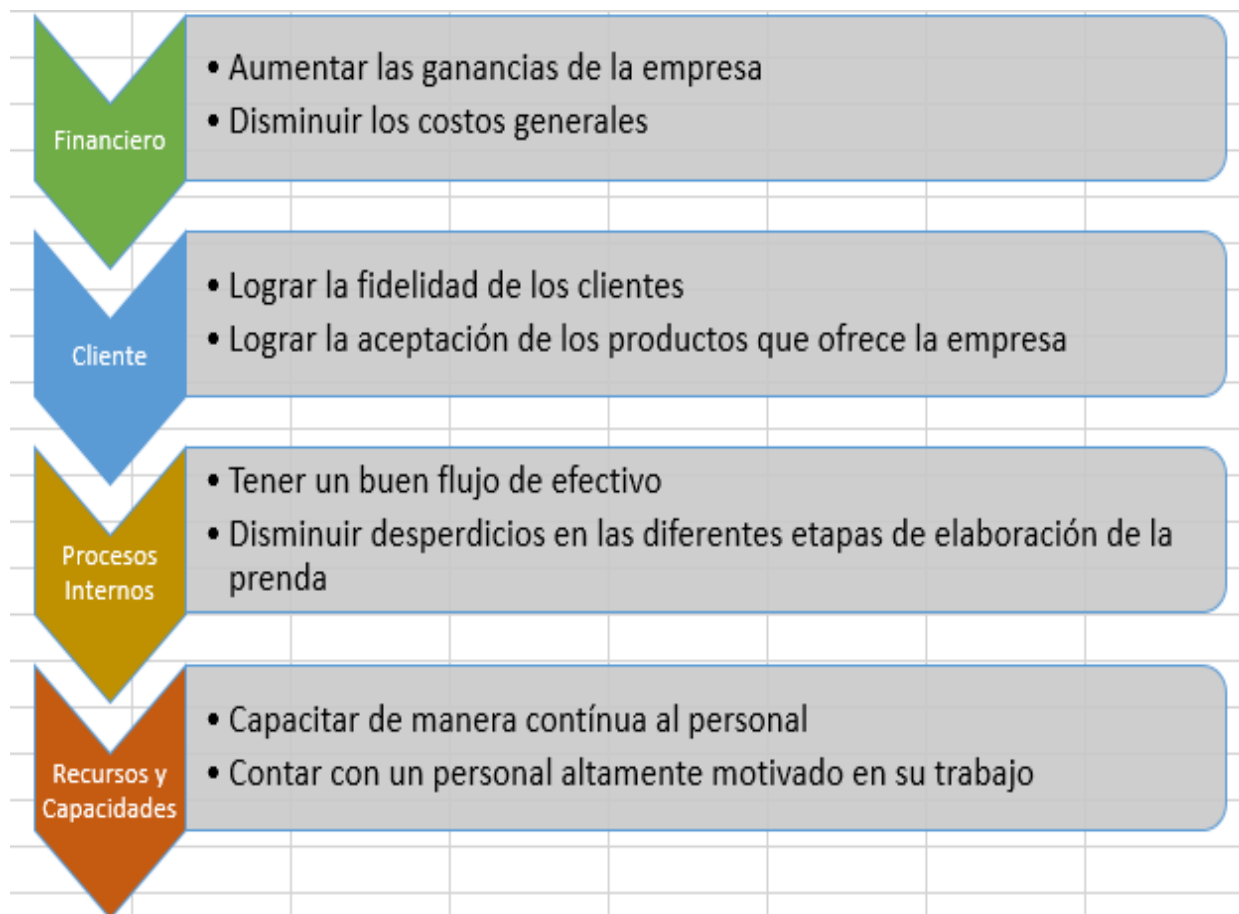 Financiero
• Aumentar las ganancias de la empresa
• Disminuir los costos generales
Cliente
• Lograr la fidelidad de los clientes
• Lograr la aceptación de los productos que ofrece la empresa
Procesos
Internos
• Tener un buen flujo de efectivo
• Disminuir desperdicios en las diferentes etapas de elaboración de la
prenda
Recursos y
Capacidades
• Capacitar de manera contínua al personal
• Contar con un personal altamente motivado en su trabajo